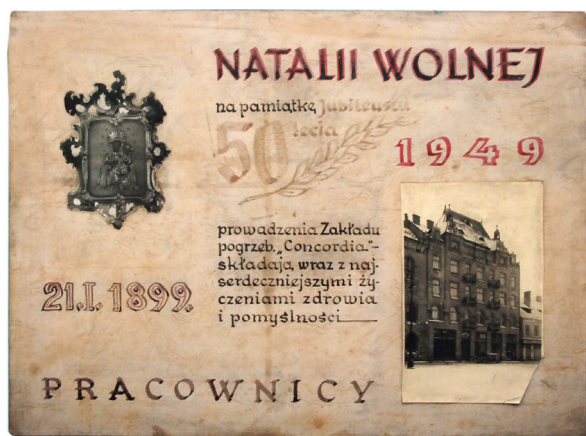 NATALII WOLNEJ
na pamiątkę Jubileuszu
50 lecia
1949
prowadzenia Zakładu
pogrzeb. „Concordia"-
składają wraz z naj-
serdeczniejszymi ży-
czeniami zdrowia
i pomyślności
21.I. 1899.
PRACOWNICY